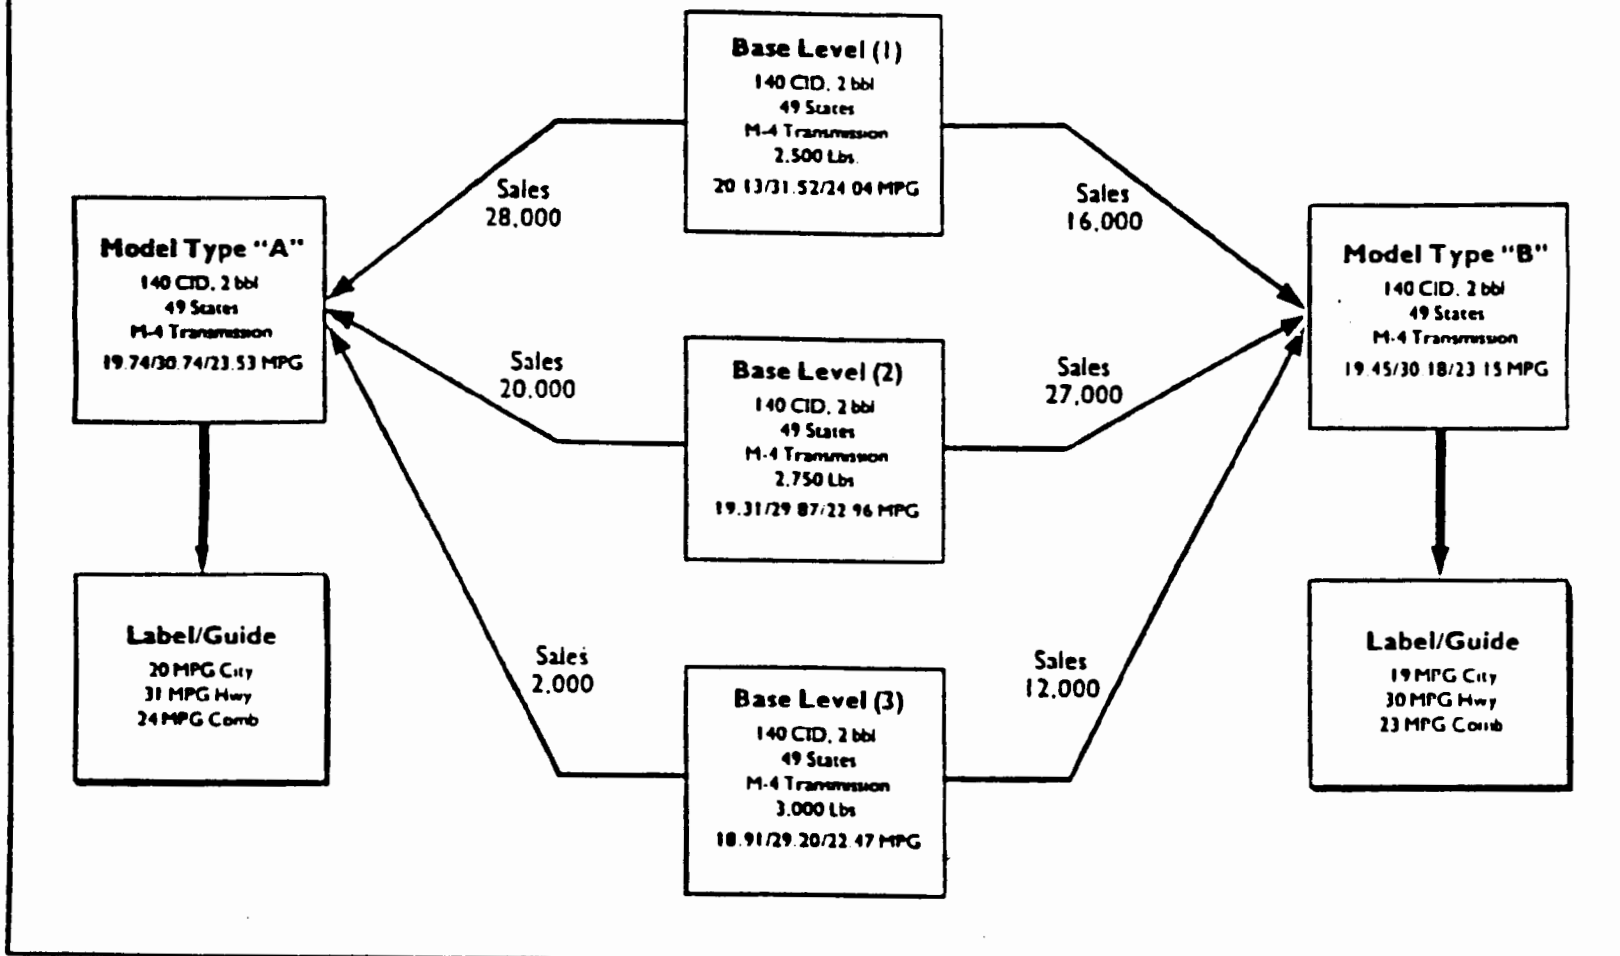 Base Level (1)
140 CID, 2 bbl
49 States
M-4 Transmission
2.500 Lbs.
20 13/31.52/24 04 MPG
Sales
28,000
Sales
16,000
Model Type "A"
140 CID, 2 bbl
49 States
M-4 Transmission
19.74/30.74/23.53 MPG
Model Type "B"
140 CID. 2 bbl
49 States
M-4 Transmission
19.45/30 18/23 15 MPG
Sales
20,000
Base Level (2)
140 CID, 2 bbl
49 States
M-4 Transmission
2.750 Lbs
19.31/29 87/22 96 MPG
Sales
27,000
Label/Guide
20 MPG City
31 MPG Hwy
24 MPG Comb
Sales
2,000
Base Level (3)
140 CID, 2 bbl
49 States
M-4 Transmission
3.000 Lbs
18.91/29.20/22 47 MPG
Sales
12,000
Label/Guide
19 MPG City
30 MPG Hwy
23 MPG Comb